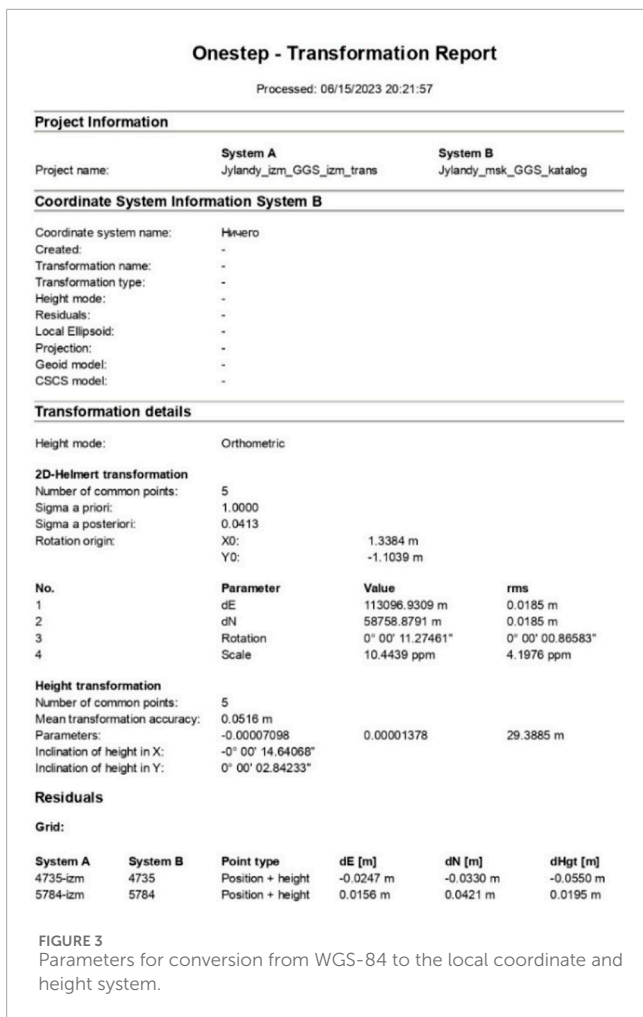 Onestep - Transformation Report
Processed: 06/15/2023 20:21:57
Project Information
System A System B
Project name: Jylandy_izm_GGS_izm_trans Jylandy_msk_GGS_katalog
Coordinate System Information System B
Coordinate system name: Ничего
Created: -
Transformation name: -
Transformation type: -
Height mode: -
Residuals: -
Local Ellipsoid: -
Projection: -
Geoid model: -
CSCS model: -
Transformation details
Height mode: Orthometric
2D-Helmert transformation
Number of common points: 5
Sigma a priori: 1.0000
Sigma a posteriori: 0.0413
Rotation origin: X0: 1.3384 m
Y0: -1.1039 m
No. Parameter Value rms
1 dE 113096.9309 m 0.0185 m
2 dN 58758.8791 m 0.0185 m
3 Rotation 0° 00' 11.27461" 0° 00' 00.86583"
4 Scale 10.4439 ppm 4.1976 ppm
Height transformation
Number of common points: 5
Mean transformation accuracy: 0.0516 m
Parameters: -0.00007098 0.00001378 29.3885 m
Inclination of height in X: -0° 00' 14.64068"
Inclination of height in Y: 0° 00' 02.84233"
Residuals
Grid:
System A System B Point type dE [m] dN [m] dHgt [m]
4735-izm 4735 Position + height -0.0247 m -0.0330 m -0.0550 m
5784-izm 5784 Position + height 0.0156 m 0.0421 m 0.0195 m
FIGURE 3
Parameters for conversion from WGS-84 to the local coordinate and
height system.